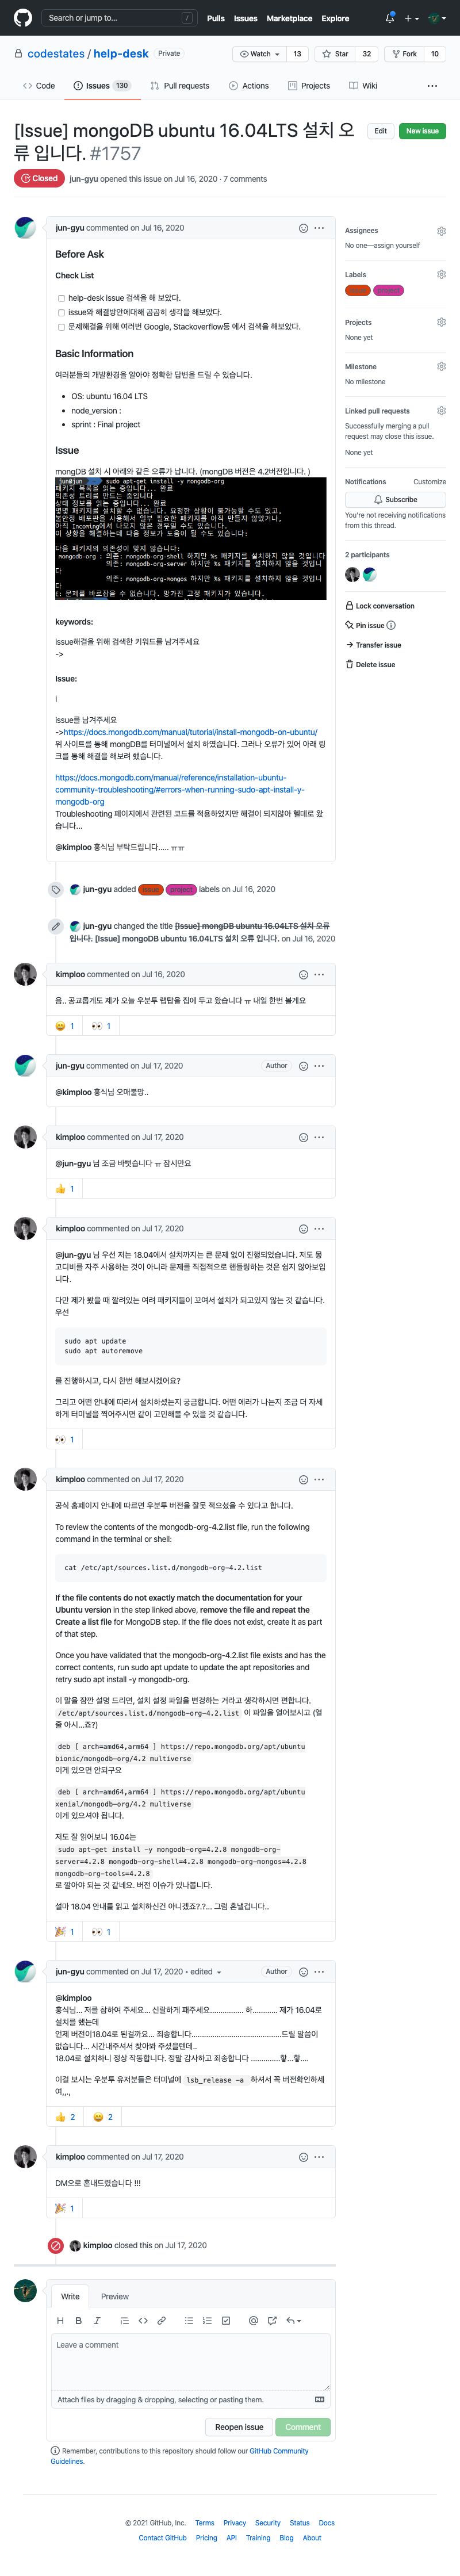 Search or jump to... /
Pulls Issues Marketplace Explore
codestates / help-desk Private
Watch 13 Star 32 Fork 10
Code Issues 130 Pull requests Actions Projects Wiki
[Issue] mongoDB ubuntu 16.04LTS 설치 오
류 입니다. #1757
Edit New issue
Closed jun-gyu opened this issue on Jul 16, 2020 · 7 comments
jun-gyu commented on Jul 16, 2020
Before Ask
Check List
help-desk issue 검색을 해 보았다.
issue와 해결방안에대해 곰곰히 생각을 해보았다.
문제해결을 위해 여러번 Google, Stackoverflow등 에서 검색을 해보았다.
Basic Information
여러분들의 개발환경을 알아야 정확한 답변을 드릴 수 있습니다.
OS: ubuntu 16.04 LTS
node_version :
sprint : Final project
Issue
mongDB 설치 시 아래와 같은 오류가 납니다. (mongDB 버전은 4.2버전입니다. )
sudo apt-get install -y mongodb-org
패키지 목록을 읽는 중입니다... 완료
의존성 트리를 만드는 중입니다
상태 정보를 읽는 중입니다... 완료
몇몇 패키지를 설치할 수 없습니다. 요청한 상황이 불가능할 수도 있고,
불안정 배포판을 사용해서 일부 필요한 패키지를 아직 만들지 않았거나,
아직 Incoming에서 나오지 않은 경우일 수도 있습니다.
이 상황을 해결하는데 다음 정보가 도움이 될 수도 있습니다:
다음 패키지의 의존성이 맞지 않습니다:
mongodb-org : 의존: mongodb-org-shell 하지만 %s 패키지를 설치하지 않을 것입니다
의존: mongodb-org-server 하지만 %s 패키지를 설치하지 않을 것입니다
의존: mongodb-org-mongos 하지만 %s 패키지를 설치하지 않을 것입니다
E: 문제를 바로잡을 수 없습니다. 망가진 고정 패키지가 있습니다.
keywords:
issue해결을 위해 검색한 키워드를 남겨주세요
->
Issue:
i
issue를 남겨주세요
->https://docs.mongodb.com/manual/tutorial/install-mongodb-on-ubuntu/
위 사이트를 통해 mongDB를 터미널에서 설치 하였습니다. 그러나 오류가 있어 아래 링
크를 통해 해결을 해보려 했습니다.
https://docs.mongodb.com/manual/reference/installation-ubuntu-
community-troubleshooting/#errors-when-running-sudo-apt-install-y-
mongodb-org
Troubleshooting 페이지에서 관련된 코드를 적용하였지만 해결이 되지않아 헬데로 왔
습니다...
@kimploo 홍식님 부탁드립니다..... ㅠㅠ
jun-gyu added project labels on Jul 16, 2020
jun-gyu changed the title [Issue] mongDB ubuntu 16.04LTS 설치 오류
입니다. [Issue] mongoDB ubuntu 16.04LTS 설치 오류 입니다. on Jul 16, 2020
kimploo commented on Jul 16, 2020
음.. 공교롭게도 제가 오늘 우분투 랩탑을 집에 두고 왔습니다 ㅠ 내일 한번 볼게요
😄 1 👀 1
jun-gyu commented on Jul 17, 2020 Author
@kimploo 홍식님 오매불망..
kimploo commented on Jul 17, 2020
@jun-gyu 님 조금 바뻣습니다 ㅠ 잠시만요
👍 1
kimploo commented on Jul 17, 2020
@jun-gyu 님 우선 저는 18.04에서 설치까지는 큰 문제 없이 진행되었습니다. 저도 몽
고디비를 자주 사용하는 것이 아니라 문제를 직접적으로 핸들링하는 것은 쉽지 않아보입
니다.
다만 제가 봤을 때 깔려있는 여러 패키지들이 꼬여서 설치가 되고있지 않는 것 같습니다.
우선
sudo apt update
sudo apt autoremove
를 진행하시고, 다시 한번 해보시겠어요?
그리고 어떤 안내에 따라서 설치하셨는지 궁금합니다. 어떤 에러가 나는지 조금 더 자세
하게 터미널을 찍어주시면 같이 고민해볼 수 있을 것 같습니다.
👀 1
kimploo commented on Jul 17, 2020
공식 홈페이지 안내에 따르면 우분투 버전을 잘못 적으셨을 수 있다고 합니다.
To review the contents of the mongodb-org-4.2.list file, run the following
command in the terminal or shell:
cat /etc/apt/sources.list.d/mongodb-org-4.2.list
If the file contents do not exactly match the documentation for your
Ubuntu version in the step linked above, remove the file and repeat the
Create a list file for MongoDB step. If the file does not exist, create it as part
of that step.
Once you have validated that the mongodb-org-4.2.list file exists and has the
correct contents, run sudo apt update to update the apt repositories and
retry sudo apt install -y mongodb-org.
이 말을 잠깐 설명 드리면, 설치 설정 파일을 변경하는 거라고 생각하시면 편합니다.
/etc/apt/sources.list.d/mongodb-org-4.2.list 이 파일을 열어보시고 (열
줄 아시...죠?)
deb [ arch=amd64,arm64 ] https://repo.mongodb.org/apt/ubuntu
bionic/mongodb-org/4.2 multiverse
이게 있으면 안되구요
deb [ arch=amd64,arm64 ] https://repo.mongodb.org/apt/ubuntu
xenial/mongodb-org/4.2 multiverse
이게 있으셔야 됩니다.
저도 잘 읽어보니 16.04는
sudo apt-get install -y mongodb-org=4.2.8 mongodb-org-
server=4.2.8 mongodb-org-shell=4.2.8 mongodb-org-mongos=4.2.8
mongodb-org-tools=4.2.8
로 깔아야 되는 것 같네요. 버전 이슈가 있나봅니다.
설마 18.04 안내를 읽고 설치하신건 아니겠죠?.?... 그럼 혼낼겁니다..
🎉 1 👀 1
jun-gyu commented on Jul 17, 2020 • edited Author
@kimploo
홍식님... 저를 참하여 주세요... 신랄하게 패주세요................ 하............ 제가 16.04로
설치를 했는데
언제 버전이18.04로 된걸까요... 죄송합니다..........................................드릴 말씀이
없습니다... 시간내주셔서 찾아봐 주셨을텐데..
18.04로 설치하니 정상 작동합니다. 정말 감사하고 죄송합니다 ..............핳...핳....
이걸 보시는 우분투 유저분들은 터미널에 lsb_release -a 하셔서 꼭 버전확인하세
여,,.,
👍 2 😄 2
kimploo commented on Jul 17, 2020
DM으로 혼내드렸습니다 !!!
🎉 1
kimploo closed this on Jul 17, 2020
Write Preview
Leave a comment
Attach files by dragging & dropping, selecting or pasting them.
Reopen issue Comment
Remember, contributions to this repository should follow our GitHub Community
Guidelines.
Assignees
No one—assign yourself
Labels
project
Projects
None yet
Milestone
No milestone
Linked pull requests
Successfully merging a pull
request may close this issue.
None yet
Notifications Customize
Subscribe
You're not receiving notifications
from this thread.
2 participants
Lock conversation
Pin issue
Transfer issue
Delete issue
© 2021 GitHub, Inc. Terms Privacy Security Status Docs
Contact GitHub Pricing API Training Blog About